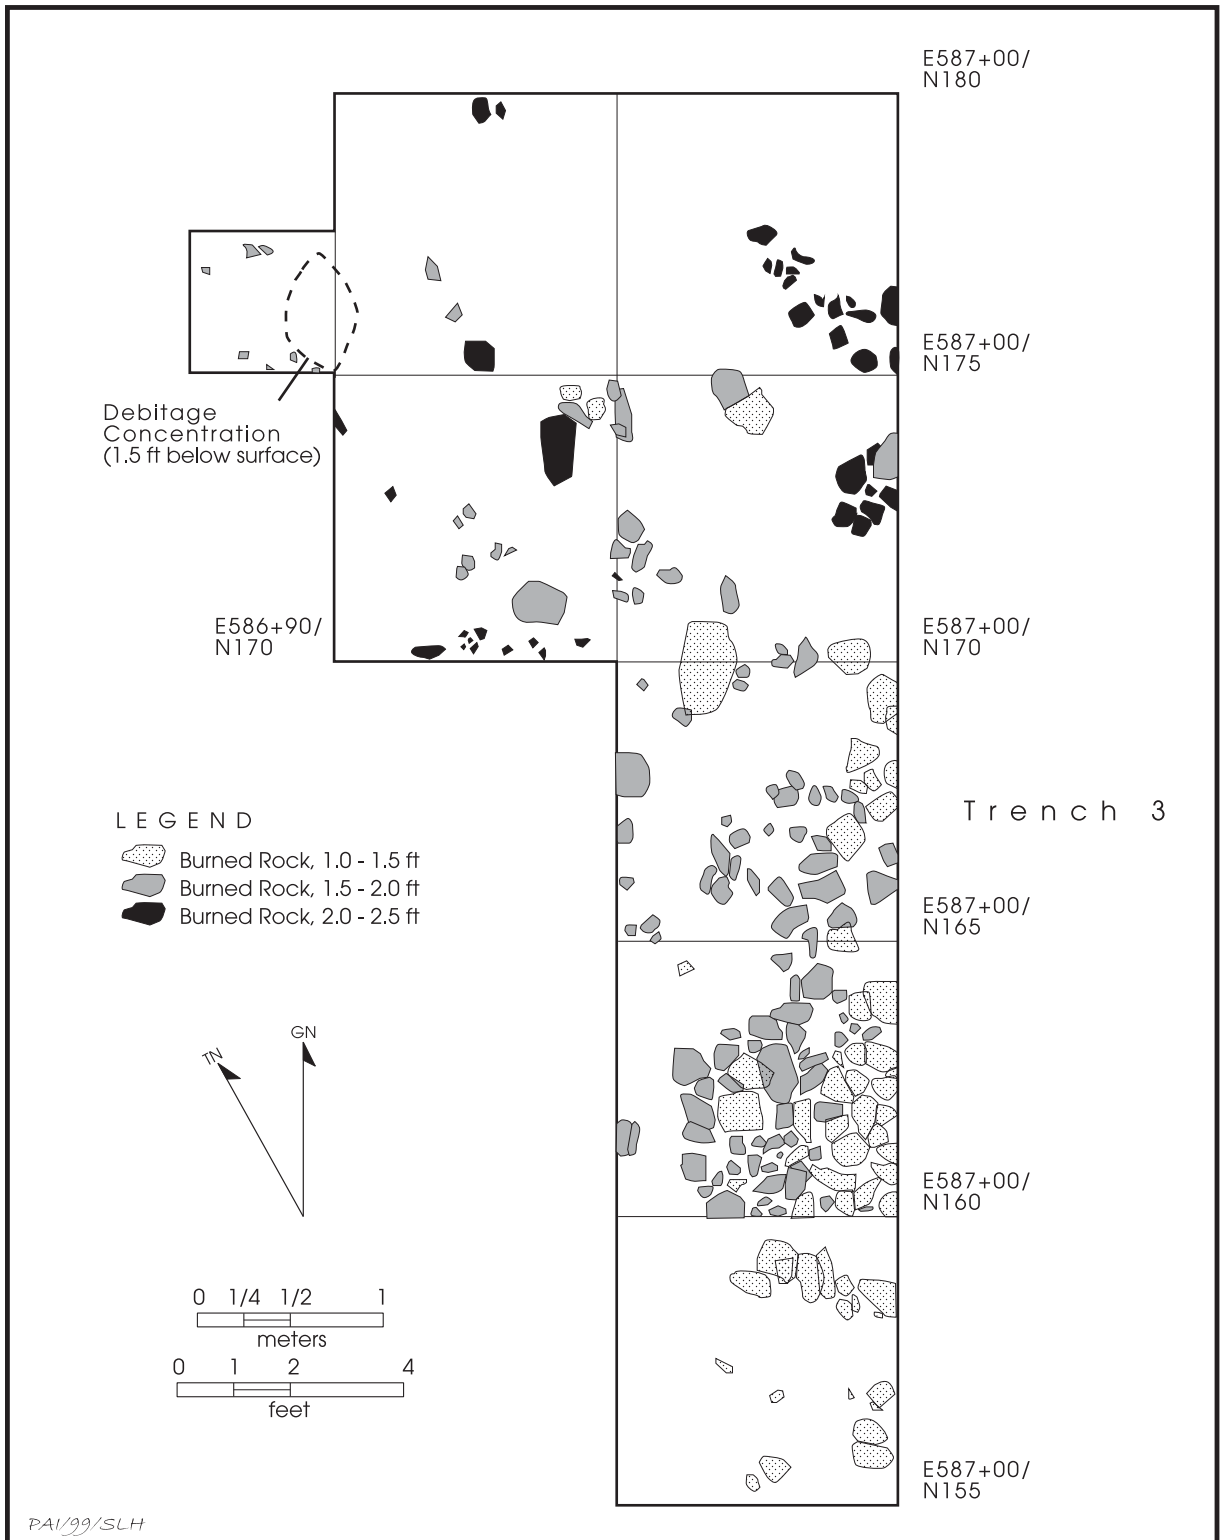 E587+00/
N180
E587+00/
N175
Debitage
Concentration
(1.5 ft below surface)
E586+90/
N170
E587+00/
N170
LEGEND
Burned Rock, 1.0 - 1.5 ft
Burned Rock, 1.5 - 2.0 ft
Burned Rock, 2.0 - 2.5 ft
Trench 3
E587+00/
N165
TN
GN
E587+00/
N160
0 1/4 1/2 1
meters
0 1 2 4
feet
E587+00/
N155
PAI/99/SLH